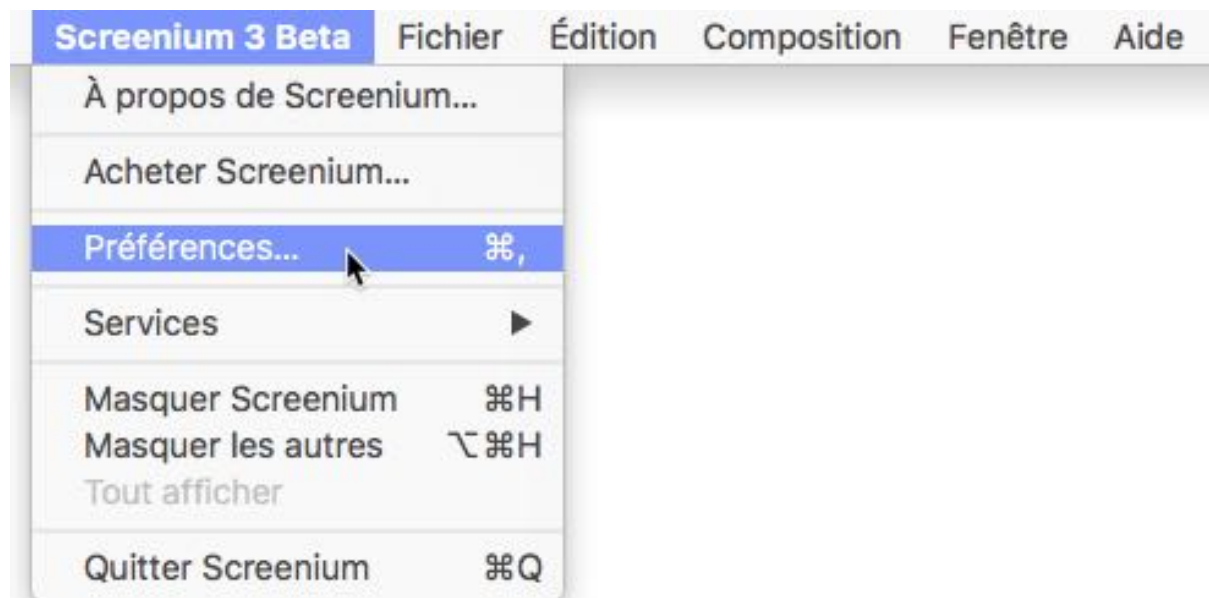 Screenium 3 Beta Fichier Édition Composition Fenêtre Aide
À propos de Screenium...
Acheter Screenium...
Préférences... ⌘,
Services ▶
Masquer Screenium ⌘H
Masquer les autres ⌥⌘H
Tout afficher
Quitter Screenium ⌘Q